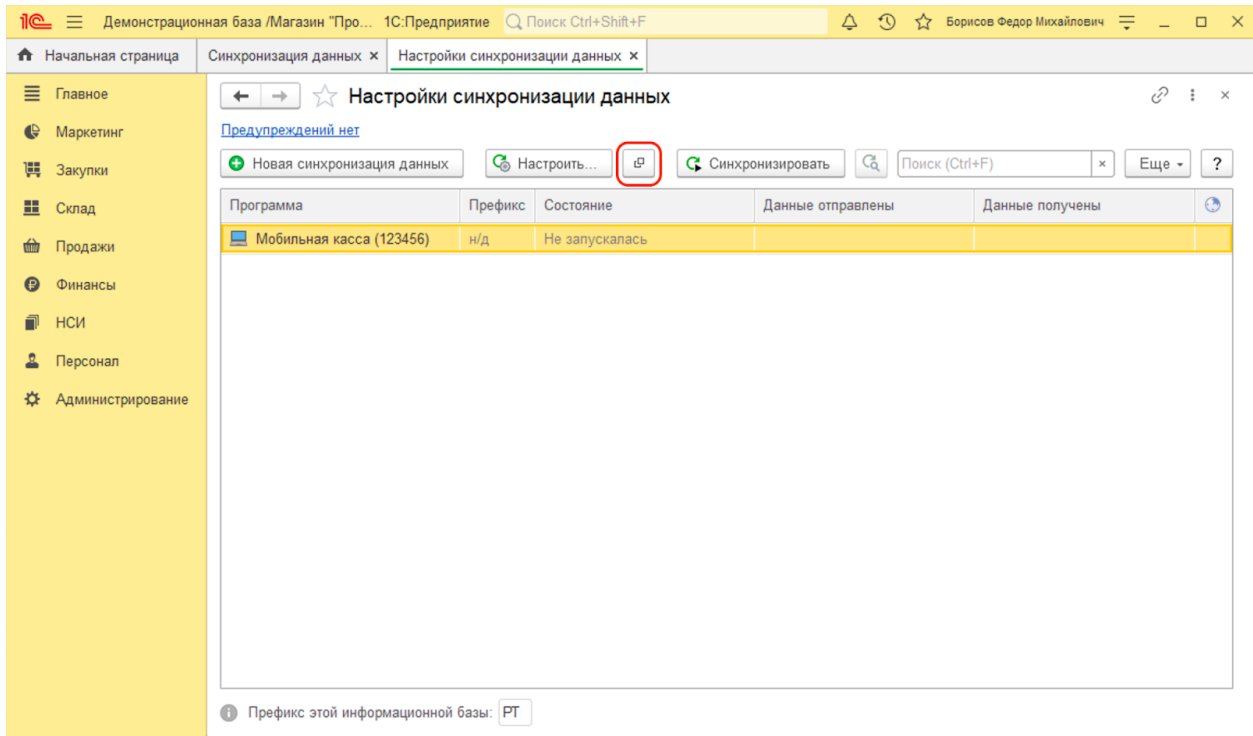 1С Демонстрационная база /Магазин "Про... 1С:Предприятие Поиск Ctrl+Shift+F Борисов Федор Михайлович
Начальная страница Синхронизация данных × Настройки синхронизации данных ×
Главное
Маркетинг
Закупки
Склад
Продажи
Финансы
НСИ
Персонал
Администрирование
Настройки синхронизации данных
Предупреждений нет
Новая синхронизация данных Настроить... Синхронизировать Поиск (Ctrl+F) × Еще ?
Программа Префикс Состояние Данные отправлены Данные получены
Мобильная касса (123456) н/д Не запускалась
Префикс этой информационной базы: РТ